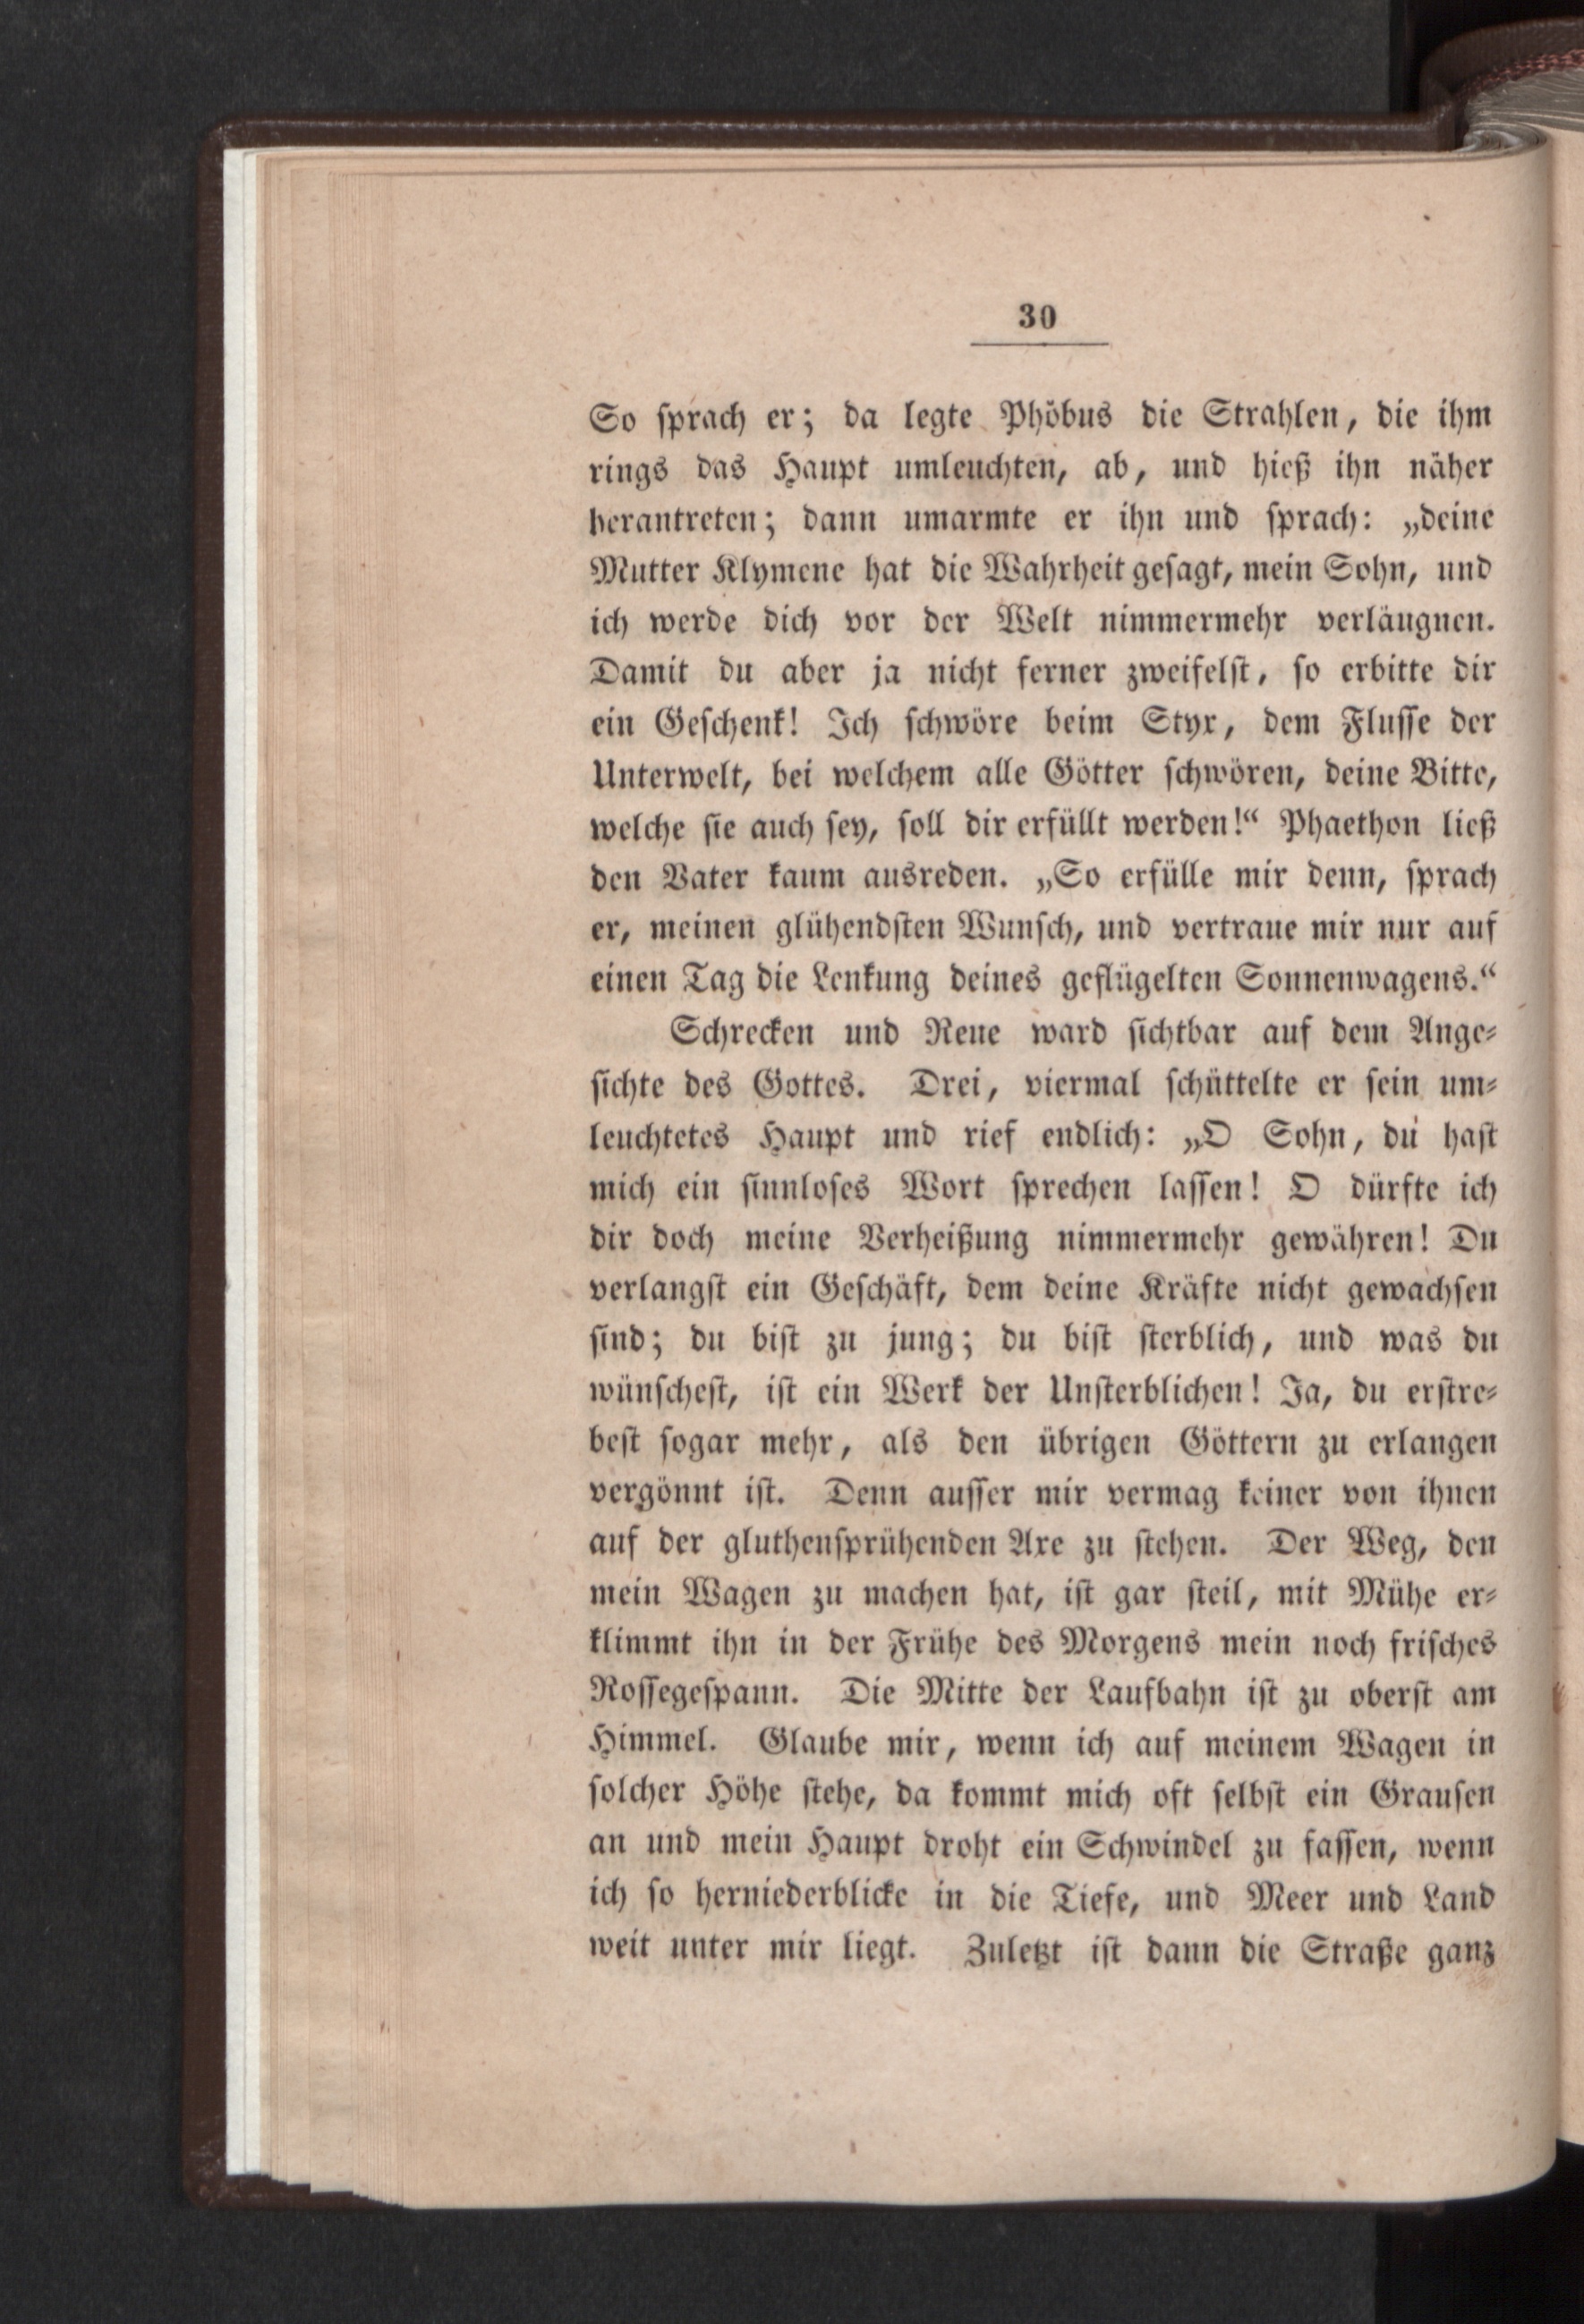 30
So sprach er; da legte Phöbus die Strahlen, die ihm
rings das Haupt umleuchten, ab, und hieß ihn näher
herantreten; dann umarmte er ihn und sprach: „deine
Mutter Klymene hat die Wahrheit gesagt, mein Sohn, und
ich werde dich vor der Welt nimmermehr verläugnen.
Damit du aber ja nicht ferner zweifelst, so erbitte dir
ein Geschenk! Ich schwöre beim Styx, dem Flusse der
Unterwelt, bei welchem alle Götter schwören, deine Bitte,
welche sie auch sey, soll dir erfüllt werden!“ Phaethon ließ
den Vater kaum ausreden. „So erfülle mir denn, sprach
er, meinen glühendsten Wunsch, und vertraue mir nur auf
einen Tag die Lenkung deines geflügelten Sonnenwagens.“
Schrecken und Reue ward sichtbar auf dem Ange-
sichte des Gottes. Drei, viermal schüttelte er sein um-
leuchtetes Haupt und rief endlich: „O Sohn, du hast
mich ein sinnloses Wort sprechen lassen! O dürfte ich
dir doch meine Verheißung nimmermehr gewähren! Du
verlangst ein Geschäft, dem deine Kräfte nicht gewachsen
sind; du bist zu jung; du bist sterblich, und was du
wünschest, ist ein Werk der Unsterblichen! Ja, du erstre-
best sogar mehr, als den übrigen Göttern zu erlangen
vergönnt ist. Denn ausser mir vermag keiner von ihnen
auf der gluthensprühenden Axe zu stehen. Der Weg, den
mein Wagen zu machen hat, ist gar steil, mit Mühe er-
klimmt ihn in der Frühe des Morgens mein noch frisches
Rossegespann. Die Mitte der Laufbahn ist zu oberst am
Himmel. Glaube mir, wenn ich auf meinem Wagen in
solcher Höhe stehe, da kommt mich oft selbst ein Grausen
an und mein Haupt droht ein Schwindel zu fassen, wenn
ich so herniederblicke in die Tiefe, und Meer und Land
weit unter mir liegt. Zuletzt ist dann die Straße ganz